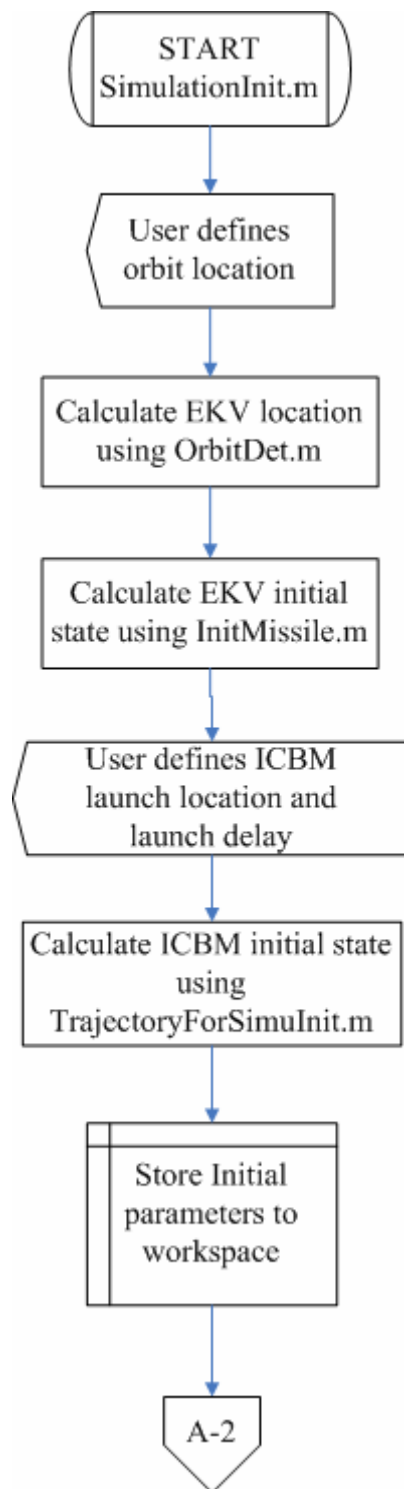 START
SimulationInit.m
User defines
orbit location
Calculate EKV location
using OrbitDet.m
Calculate EKV initial
state using InitMissile.m
User defines ICBM
launch location and
launch delay
Calculate ICBM initial state
using
TrajectoryForSimuInit.m
Store Initial
parameters to
workspace
A-2